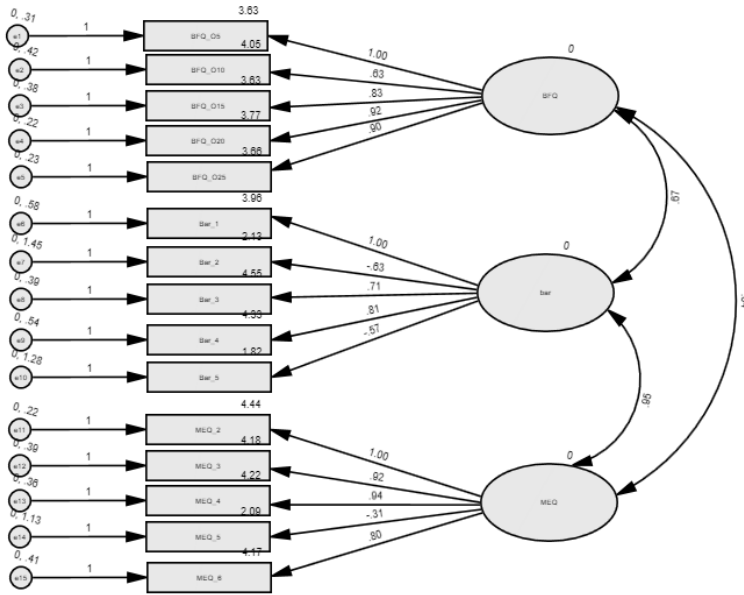 3.63
0, .31
e1
1
BFQ_O5
4.05
1.00
0
0, .42
e2
1
BFQ_O10
3.63
.63
BFQ
0, .38
e3
1
BFQ_O15
3.77
.83
0, .22
e4
1
BFQ_O20
3.66
.92
0, .23
e5
1
BFQ_O25
.90
3.96
0, .58
e6
1
Bar_1
2.13
1.00
.67
0
0, 1.45
e7
1
Bar_2
4.55
-.63
bar
0, .39
e8
1
Bar_3
4.33
.71
0, .54
e9
1
Bar_4
1.82
.81
0, 1.28
e10
1
Bar_5
-.57
.95
4.44
0, .22
e11
1
MEQ_2
4.18
1.00
0
0, .39
e12
1
MEQ_3
4.22
.92
MEQ
0, .36
e13
1
MEQ_4
2.09
.94
0, 1.13
e14
1
MEQ_5
4.17
-.31
0, .41
e15
1
MEQ_6
.80